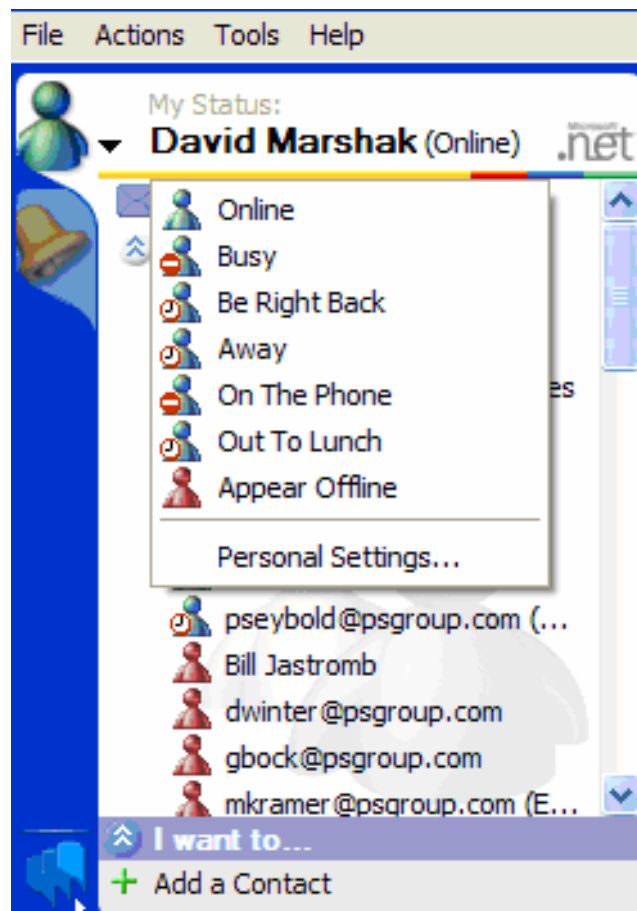 File Actions Tools Help
My Status:
David Marshak (Online)
Microsoft
.net
Online
Busy
Be Right Back
Away
On The Phone
es
Out To Lunch
Appear Offline
Personal Settings...
pseybold@psgroup.com (...
Bill Jastromb
dwinter@psgroup.com
gbock@psgroup.com
mkramer@psgroup.com (E...
I want to...
Add a Contact